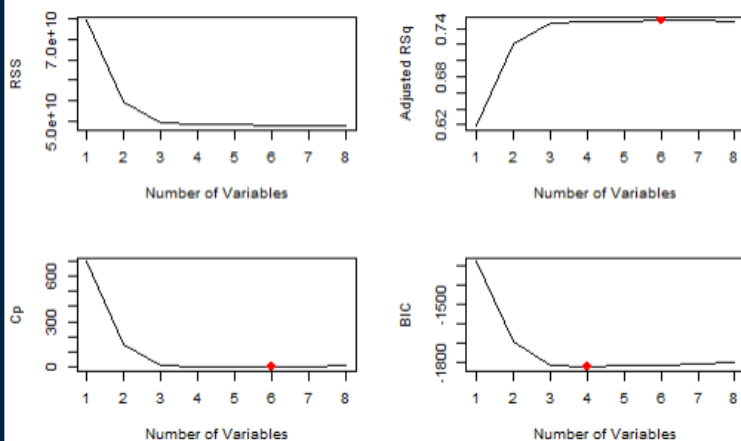 RSS
7.0e+10
5.0e+10
1 2 3 4 5 6 7 8
Number of Variables
Adjusted RSq
0.74
0.68
0.62
1 2 3 4 5 6 7 8
Number of Variables
Cp
600
300
0
1 2 3 4 5 6 7 8
Number of Variables
BIC
-1500
-1800
1 2 3 4 5 6 7 8
Number of Variables